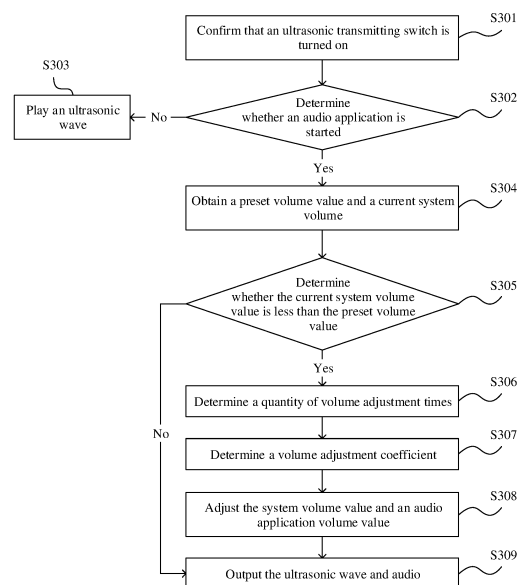 S301
Confirm that an ultrasonic transmitting switch is
turned on
S303
S302
Play an ultrasonic
wave
No
Determine
whether an audio application is
started
Yes
S304
Obtain a preset volume value and a current system
volume
S305
Determine
whether the current system volume
value is less than the preset volume
value
Yes
S306
Determine a quantity of volume adjustment times
No
S307
Determine a volume adjustment coefficient
S308
Adjust the system volume value and an audio
application volume value
S309
Output the ultrasonic wave and audio